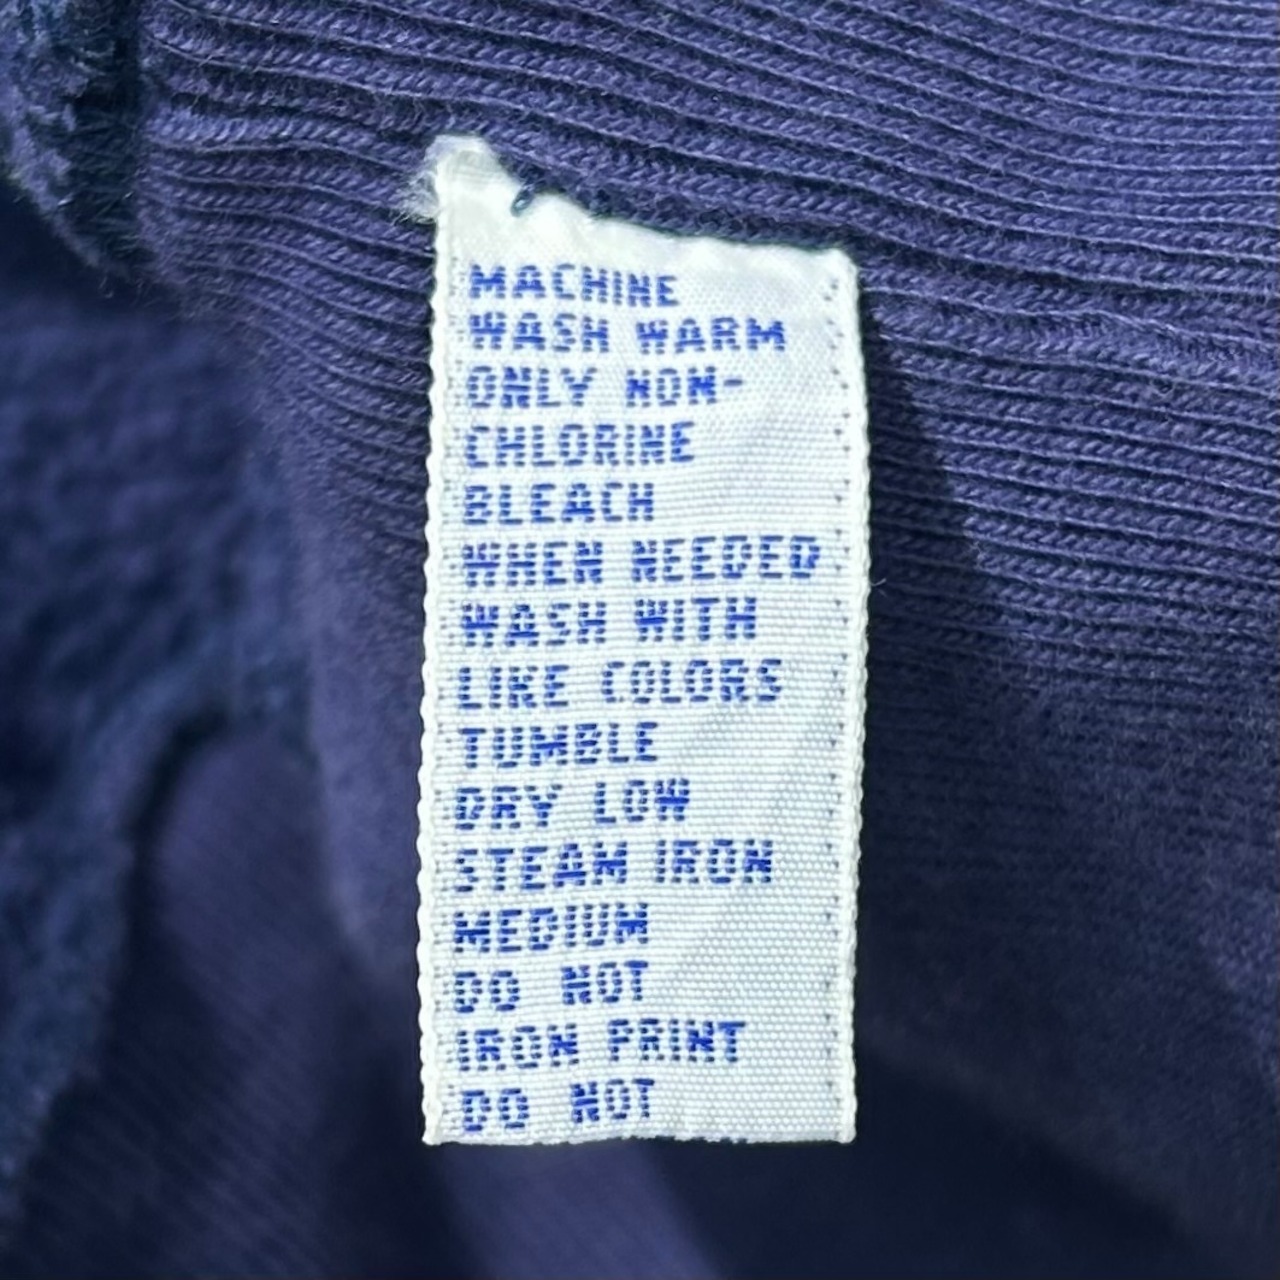 MACHINE
WASH WARM
ONLY NON-
CHLORINE
BLEACH
WHEN NEEDED
WASH WITH
LIKE COLORS
TUMBLE
DRY LOW
STEAM IRON
MEDIUM
DO NOT
IRON PRINT
DO NOT